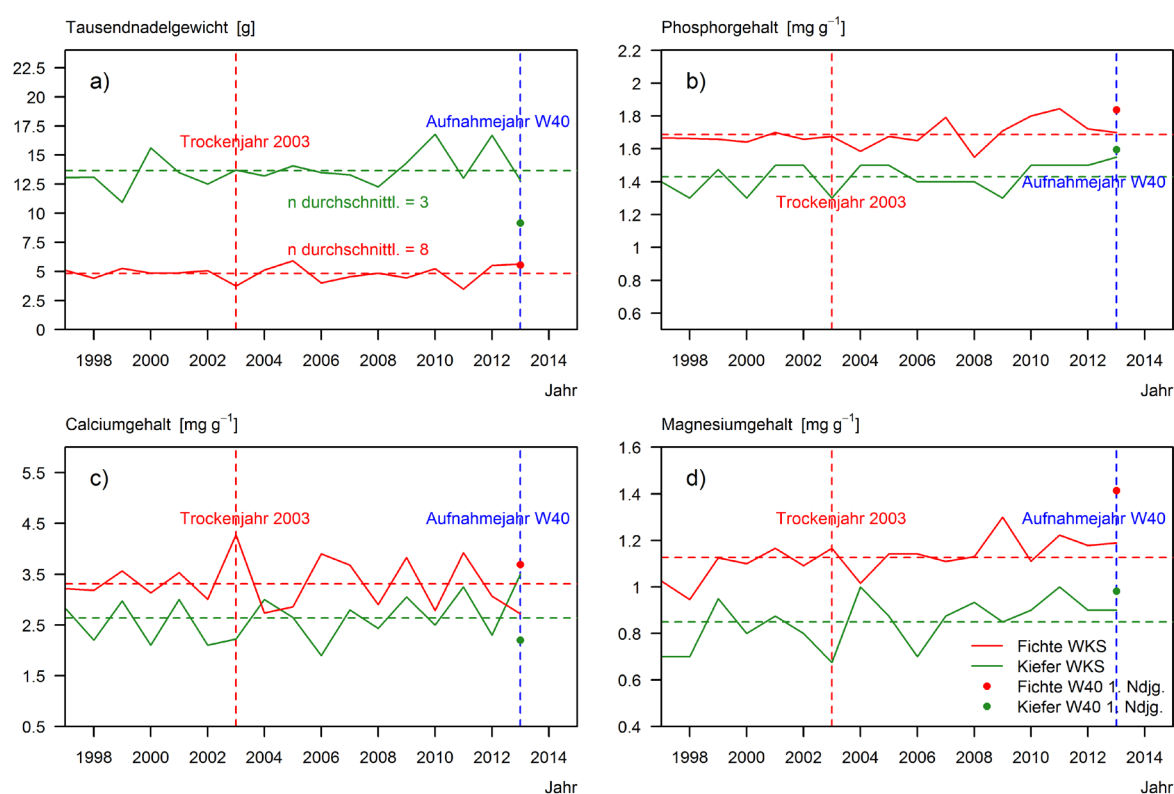 Tausendnadelgewicht [g]
a)
22.5
20
17.5
15
12.5
10
7.5
5
2.5
0
Aufnahmejahr W40
Trockenjahr 2003
n durchschnittl. = 3
n durchschnittl. = 8
1998 2000 2002 2004 2006 2008 2010 2012 2014
Jahr
Phosphorgehalt [mg g⁻¹]
b)
2.2
2
1.8
1.6
1.4
1.2
1
0.8
0.6
Aufnahmejahr W40
Trockenjahr 2003
1998 2000 2002 2004 2006 2008 2010 2012 2014
Jahr
Calciumgehalt [mg g⁻¹]
c)
5.5
4.5
3.5
2.5
1.5
0.5
Trockenjahr 2003
Aufnahmejahr W40
1998 2000 2002 2004 2006 2008 2010 2012 2014
Jahr
Magnesiumgehalt [mg g⁻¹]
d)
1.6
1.4
1.2
1
0.8
0.6
0.4
Trockenjahr 2003
Aufnahmejahr W40
Fichte WKS
Kiefer WKS
Fichte W40 1. Ndjg.
Kiefer W40 1. Ndjg.
1998 2000 2002 2004 2006 2008 2010 2012 2014
Jahr